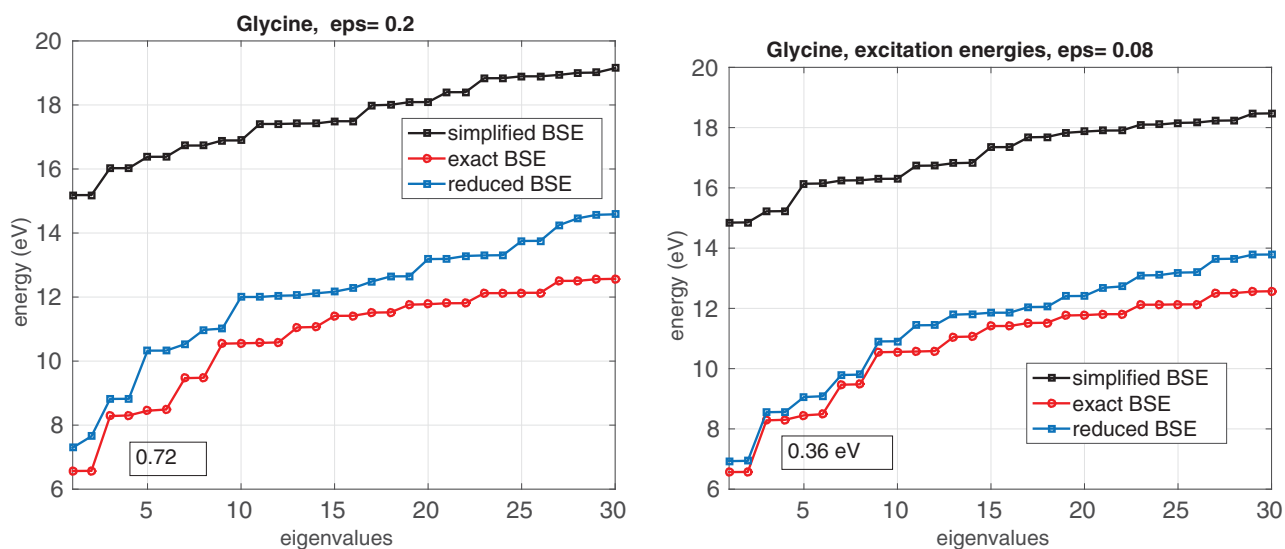 Glycine, eps= 0.2
20
18
16
14
12
10
8
6
energy (eV)
simplified BSE
exact BSE
reduced BSE
0.72
5
10
15
20
25
30
eigenvalues
Glycine, excitation energies, eps= 0.08
20
18
16
14
12
10
8
6
energy (eV)
simplified BSE
exact BSE
reduced BSE
0.36 eV
5
10
15
20
25
30
eigenvalues